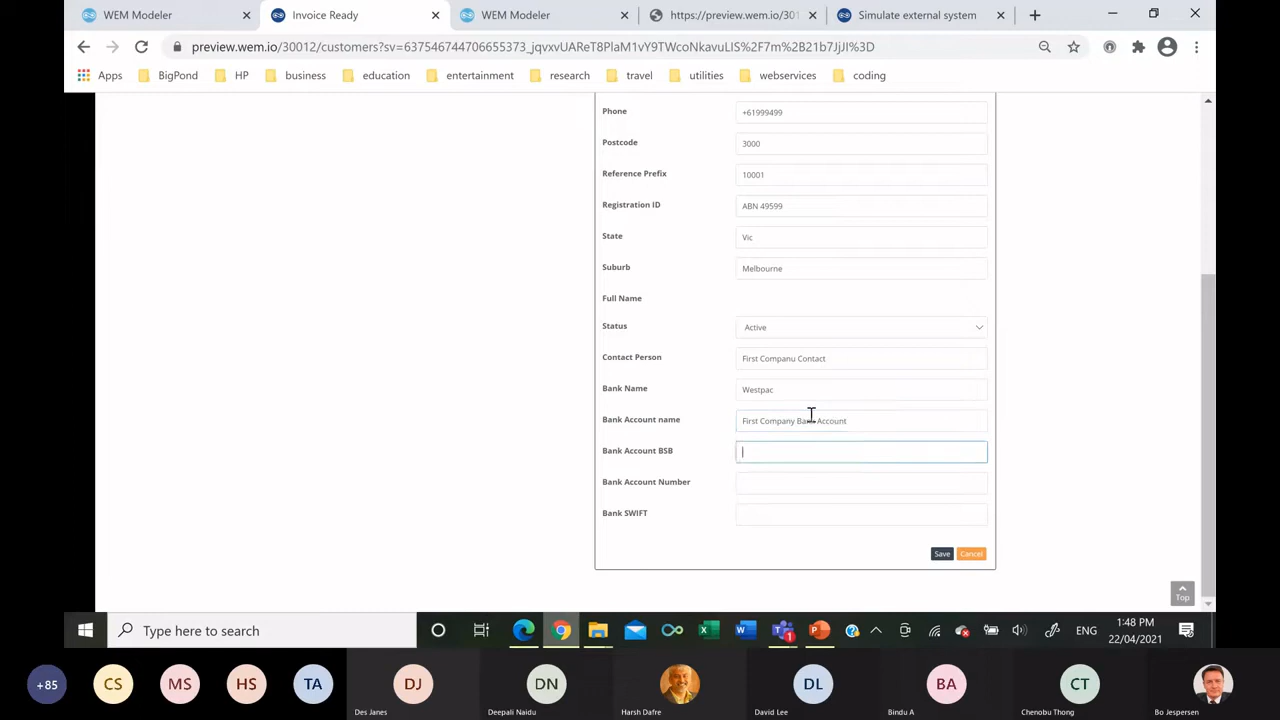 WEM Modeler
Invoice Ready
WEM Modeler
https://preview.wem.io/301
Simulate external system
preview.wem.io/30012/customers?sv=637546744706655373_jqvxvUAReT8PlaM1vY9TWcoNkavuLIS%2F7m%2B21b7JjJI%3D
Apps
BigPond
HP
business
education
entertainment
research
travel
utilities
webservices
coding
Phone
+61999499
Postcode
3000
Reference Prefix
10001
Registration ID
ABN 49599
State
Vic
Suburb
Melbourne
Full Name
Status
Active
Contact Person
First Companu Contact
Bank Name
Westpac
Bank Account name
First Company Bank Account
Bank Account BSB
Bank Account Number
Bank SWIFT
Save
Cancel
Top
Type here to search
1
ENG
1:48 PM
22/04/2021
+85
CS
MS
HS
TA
DJ
Des Janes
DN
Deepali Naidu
Harsh Dafre
DL
David Lee
BA
Bindu A
CT
Chenobu Thong
Bo Jespersen